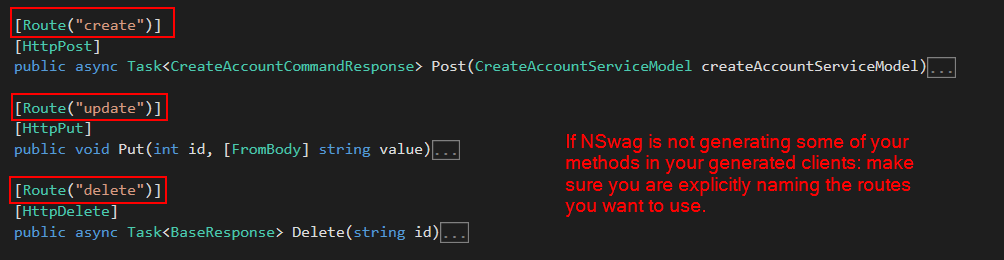 [Route("create")]
[HttpPost]
public async Task<CreateAccountCommandResponse> Post(CreateAccountServiceModel createAccountServiceModel)...
[Route("update")]
[HttpPut]
public void Put(int id, [FromBody] string value)...
[Route("delete")]
[HttpDelete]
public async Task<BaseResponse> Delete(string id)...
If NSwag is not generating some of your
methods in your generated clients: make
sure you are explicitly naming the routes
you want to use.